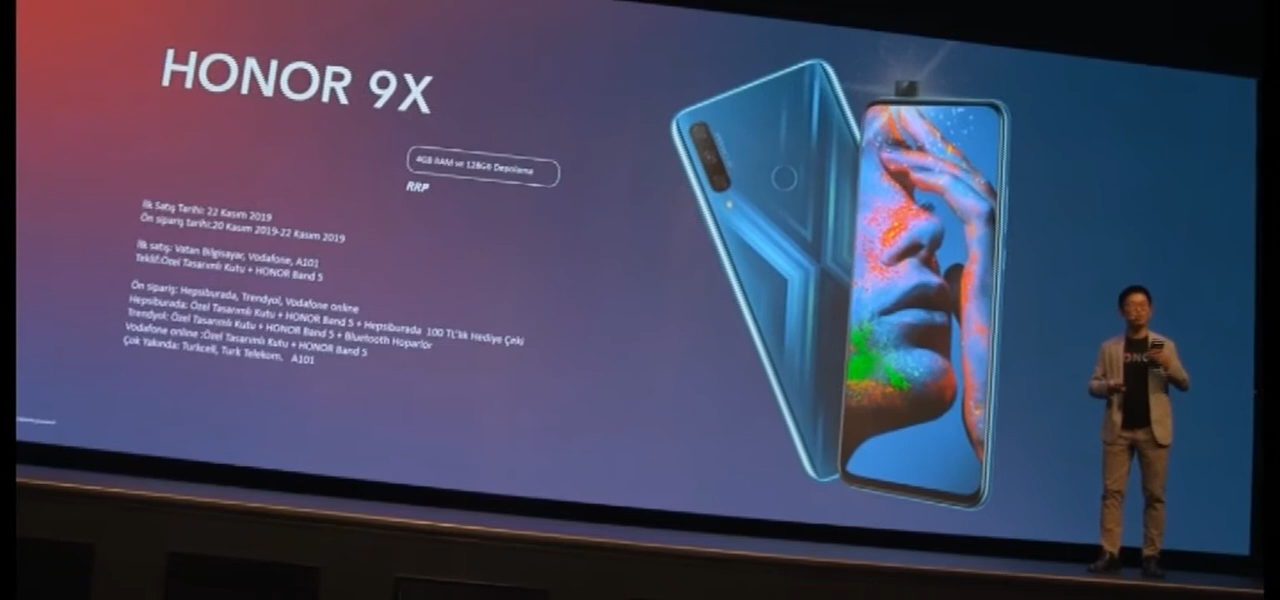 HONOR 9X
4GB RAM ve 128GB Depolama
RRP
İlk Satış Tarihi: 22 Kasım 2019
Ön sipariş tarihi:20 Kasım 2019-22 Kasım 2019
İlk satış: Vatan Bilgisayar, Vodafone, A101
Teklif:Özel Tasarımlı Kutu + HONOR Band 5
Ön sipariş: Hepsiburada, Trendyol, Vodafone online
Hepsiburada: Özel Tasarımlı Kutu + HONOR Band 5 + Hepsiburada 100 TL'lik Hediye Çeki
Trendyol: Özel Tasarımlı Kutu + HONOR Band 5 + Bluetooth Hoparlör
Vodafone online :Özel Tasarımlı Kutu + HONOR Band 5
Çok Yakında: Turkcell, Türk Telekom, A101